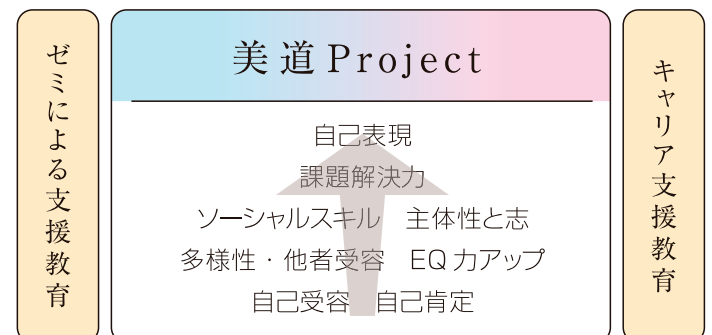 ゼミによる支援教育
美道Project
自己表現
課題解決力
ソーシャルスキル　主体性と志
多様性・他者受容　EQ力アップ
自己受容　自己肯定
キャリア支援教育